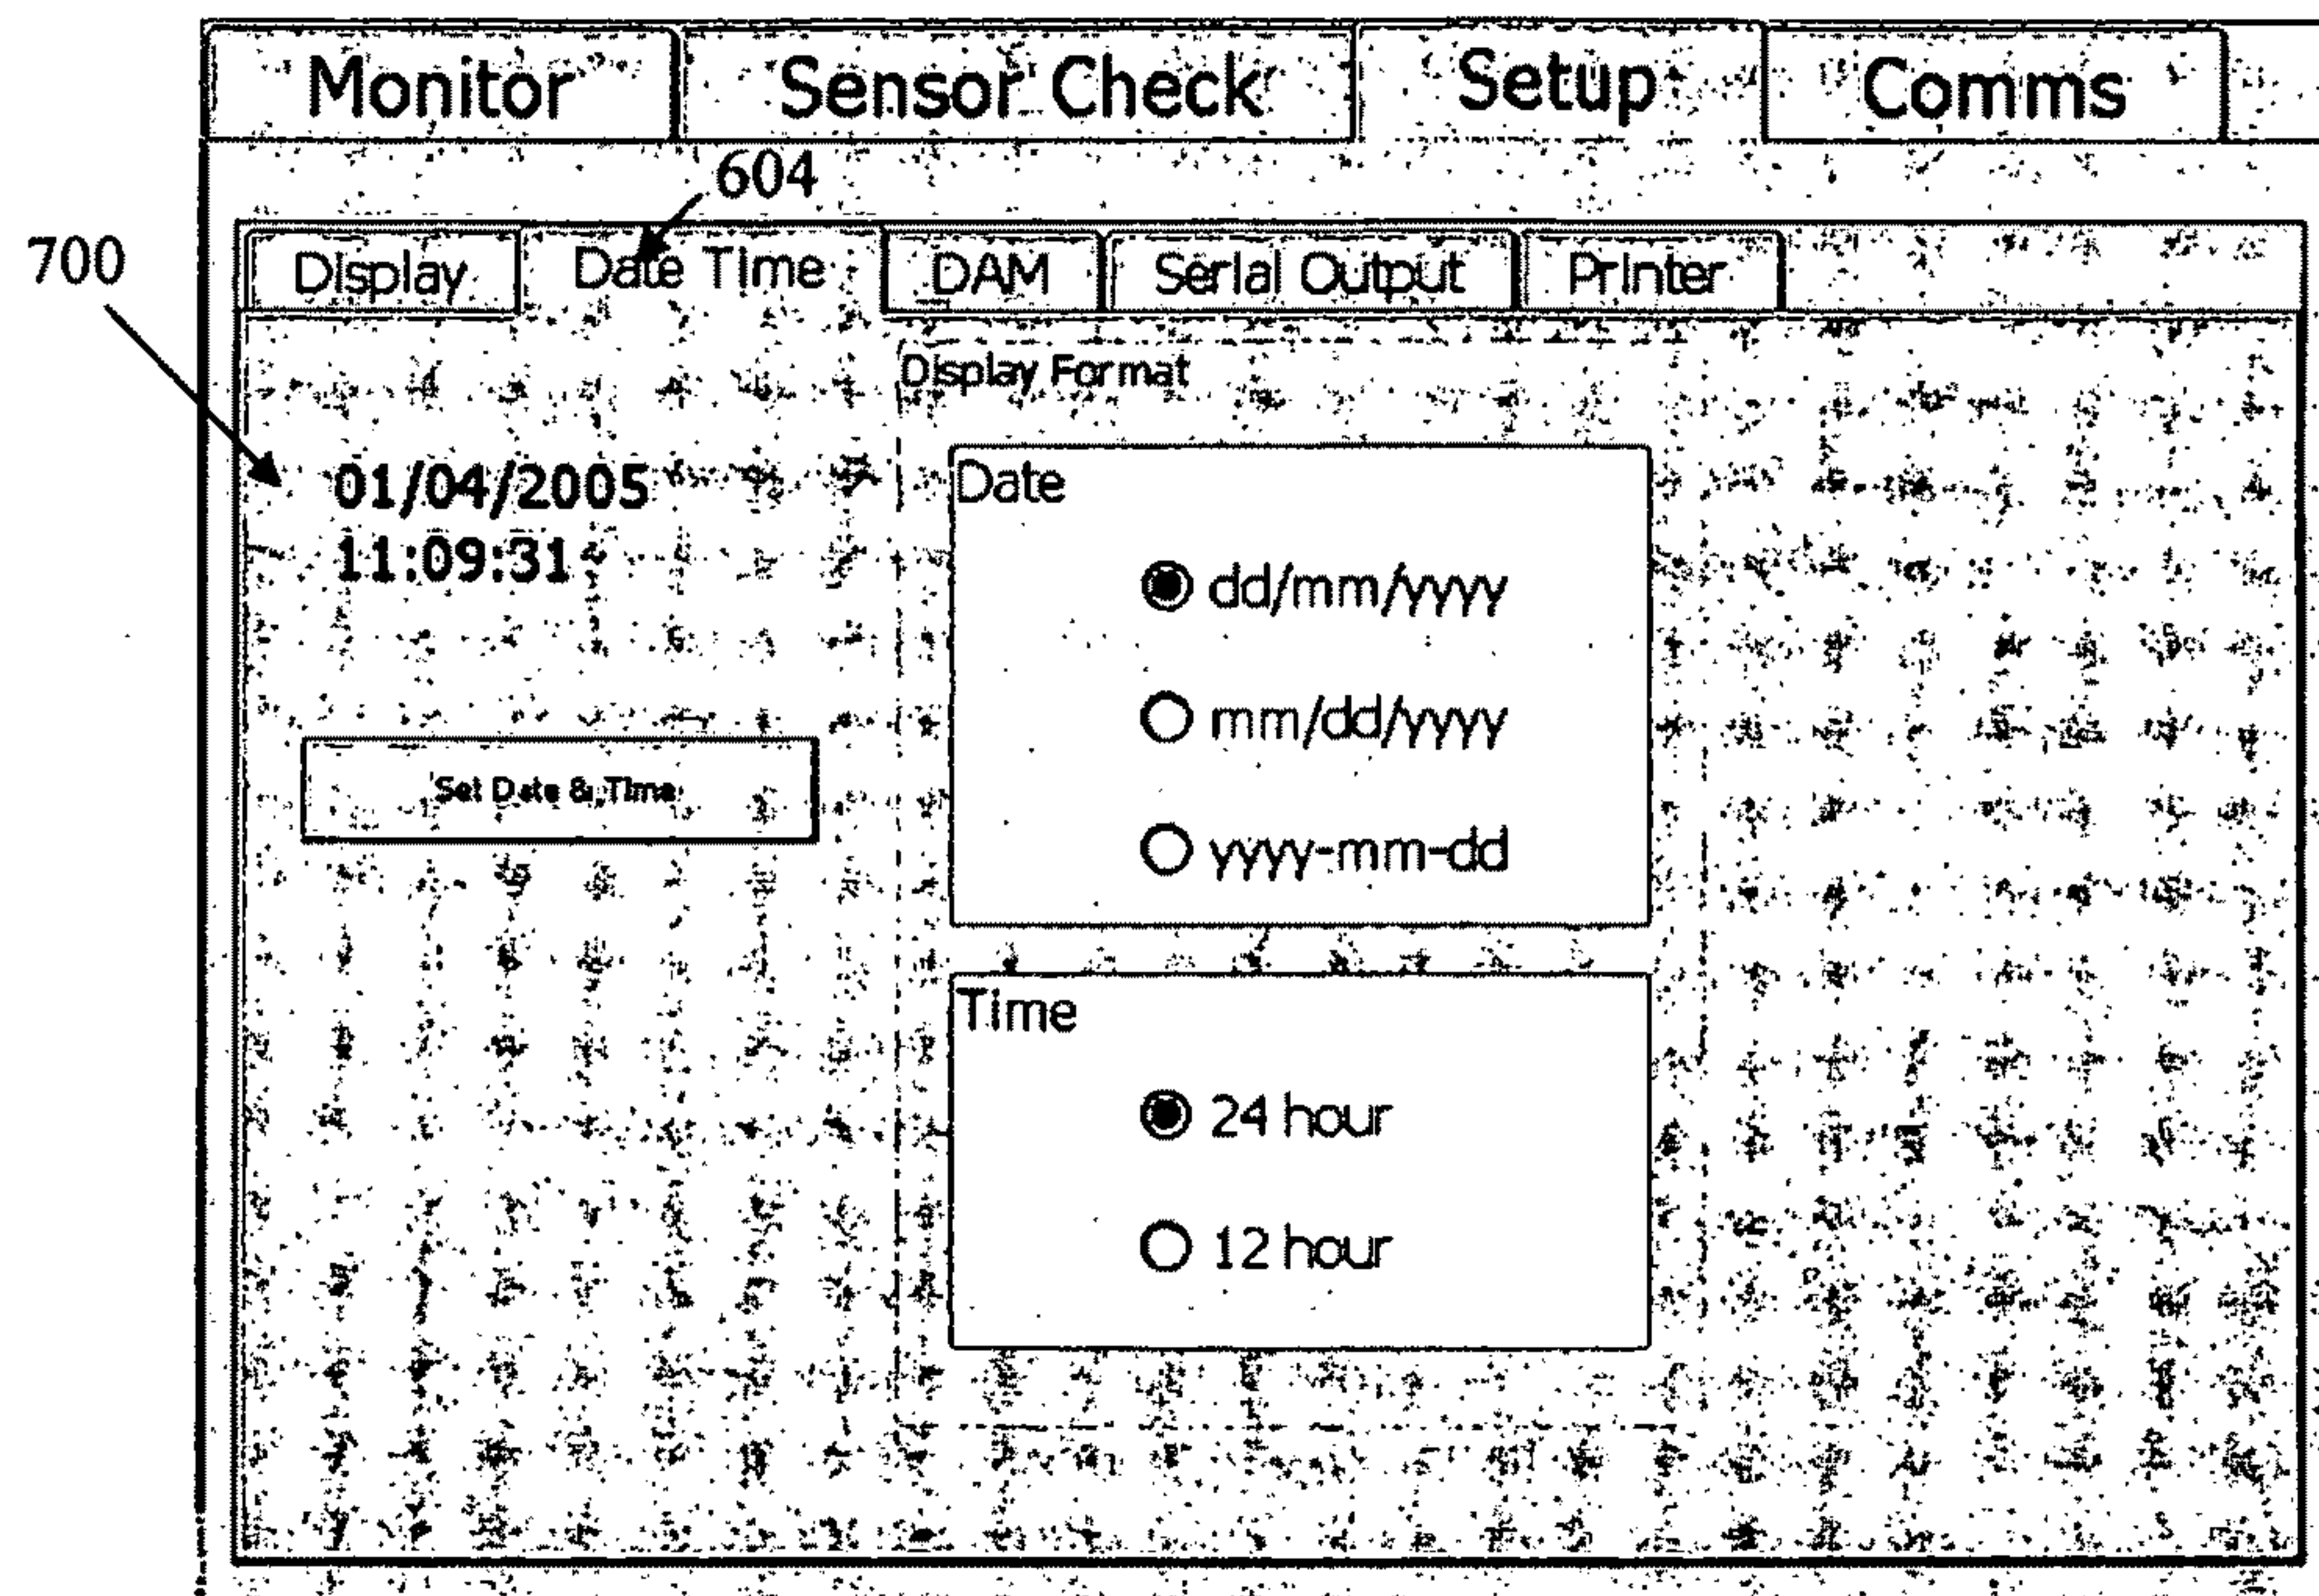 Monitor Sensor Check Setup Comms
604
700
Display Date Time DAM Serial Output Printer
Display Format
01/04/2005
11:09:31
Set Date & Time
Date
dd/mm/yyyy
mm/dd/yyyy
yyyy-mm-dd
Time
24 hour
12 hour